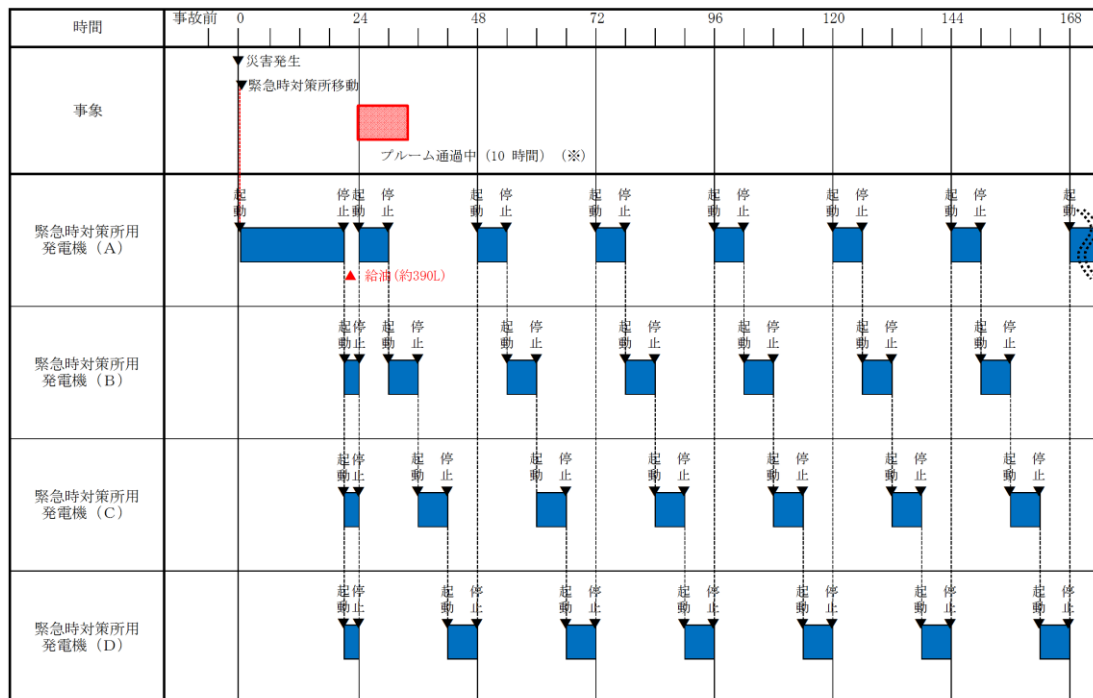 時間
事故前 0 24 48 72 96 120 144 168
事象
▼災害発生
▼緊急時対策所移動
プルーム通過中（10 時間）（※）
緊急時対策所用
発電機（A）
起動 停止 起動 停止 起動 停止 起動 停止 起動 停止 起動 停止 起動 停止 起動
▲ 給油(約390L)
緊急時対策所用
発電機（B）
起動 停止 起動 停止 起動 停止 起動 停止 起動 停止 起動 停止 起動 停止
緊急時対策所用
発電機（C）
起動 停止 起動 停止 起動 停止 起動 停止 起動 停止 起動 停止 起動 停止
緊急時対策所用
発電機（D）
起動 停止 起動 停止 起動 停止 起動 停止 起動 停止 起動 停止 起動 停止